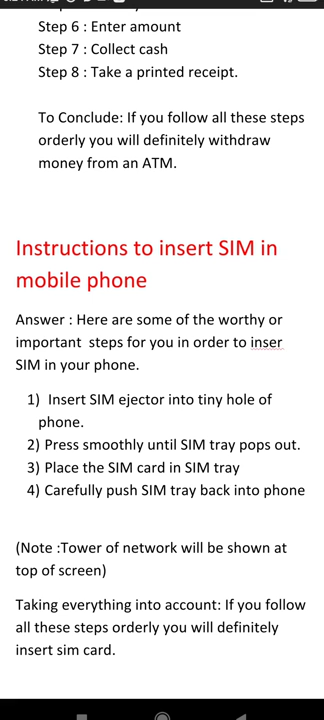 Step 6 : Enter amount
Step 7 : Collect cash
Step 8 : Take a printed receipt.
To Conclude: If you follow all these steps
orderly you will definitely withdraw
money from an ATM.
Instructions to insert SIM in
mobile phone
Answer : Here are some of the worthy or
important  steps for you in order to inser
SIM in your phone.
1)  Insert SIM ejector into tiny hole of
phone.
2) Press smoothly until SIM tray pops out.
3) Place the SIM card in SIM tray
4) Carefully push SIM tray back into phone
(Note :Tower of network will be shown at
top of screen)
Taking everything into account: If you follow
all these steps orderly you will definitely
insert sim card.